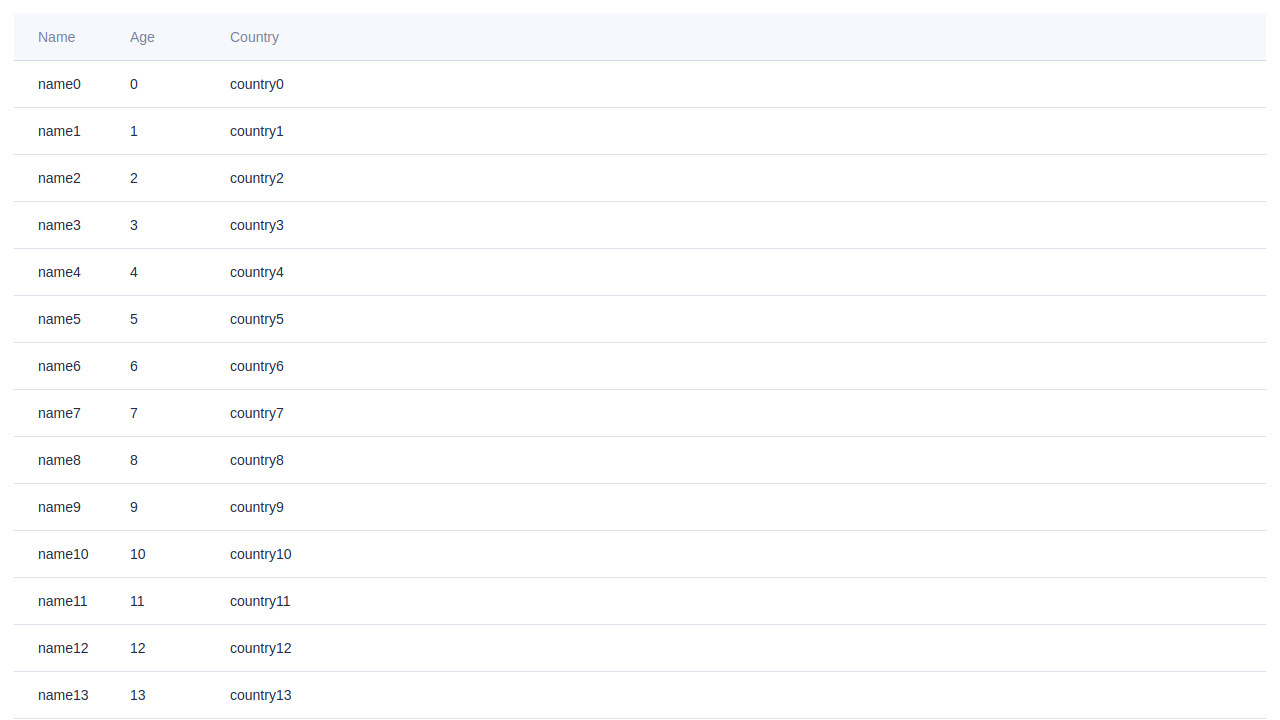 Name Age Country
name0 0 country0
name1 1 country1
name2 2 country2
name3 3 country3
name4 4 country4
name5 5 country5
name6 6 country6
name7 7 country7
name8 8 country8
name9 9 country9
name10 10 country10
name11 11 country11
name12 12 country12
name13 13 country13